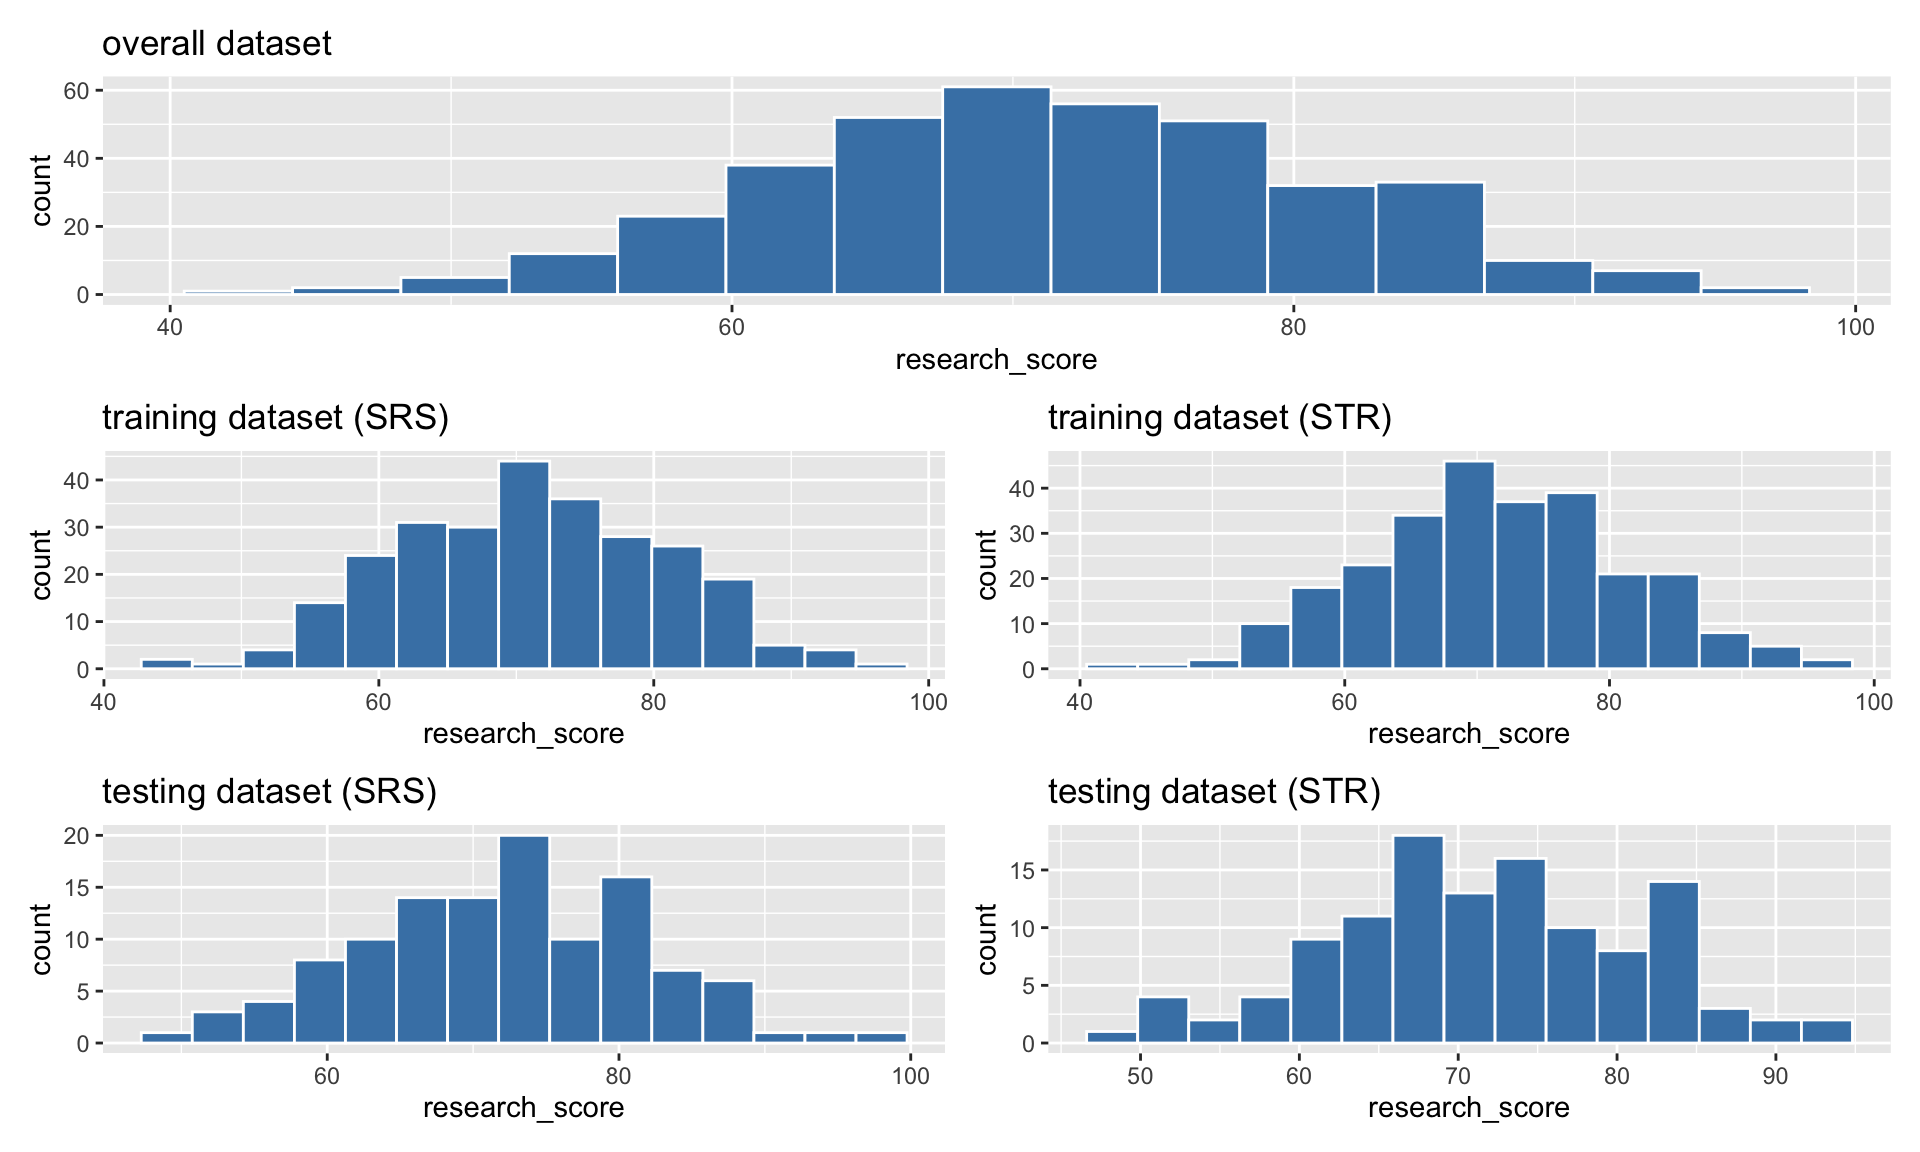 overall dataset
60
40
20
0
count
40 60 80 100
research_score
training dataset (SRS)
40
30
20
10
0
count
40 60 80 100
research_score
training dataset (STR)
40
30
20
10
0
count
40 60 80 100
research_score
testing dataset (SRS)
20
15
10
5
0
count
60 80 100
research_score
testing dataset (STR)
15
10
5
0
count
50 60 70 80 90
research_score